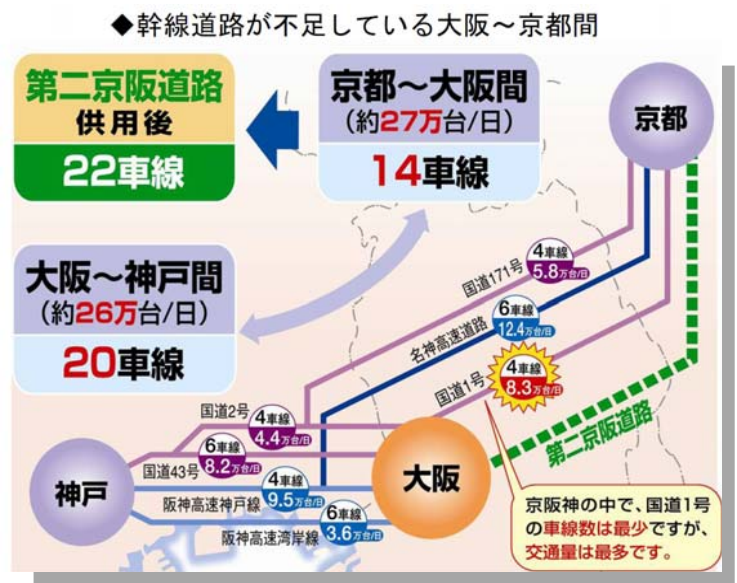 ◆幹線道路が不足している大阪～京都間
第二京阪道路
供用後
22車線
京都～大阪間
(約27万台/日)
14車線
京都
大阪～神戸間
(約26万台/日)
20車線
4車線
5.8万台/日
国道171号
6車線
12.4万台/日
名神高速道路
4車線
8.3万台/日
国道1号
国道2号
4車線
4.4万台/日
6車線
8.2万台/日
国道43号
神戸
大阪
第二京阪道路
4車線
9.5万台/日
阪神高速神戸線
6車線
3.6万台/日
阪神高速湾岸線
京阪神の中で、国道1号
の車線数は最少ですが、
交通量は最多です。